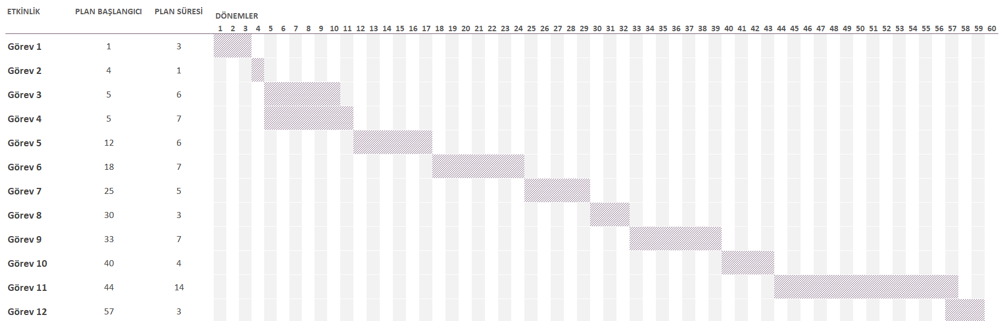 ETKİNLİK PLAN BAŞLANGICI PLAN SÜRESİ
DÖNEMLER
1 2 3 4 5 6 7 8 9 10 11 12 13 14 15 16 17 18 19 20 21 22 23 24 25 26 27 28 29 30 31 32 33 34 35 36 37 38 39 40 41 42 43 44 45 46 47 48 49 50 51 52 53 54 55 56 57 58 59 60
Görev 1 1 3
Görev 2 4 1
Görev 3 5 6
Görev 4 5 7
Görev 5 12 6
Görev 6 18 7
Görev 7 25 5
Görev 8 30 3
Görev 9 33 7
Görev 10 40 4
Görev 11 44 14
Görev 12 57 3